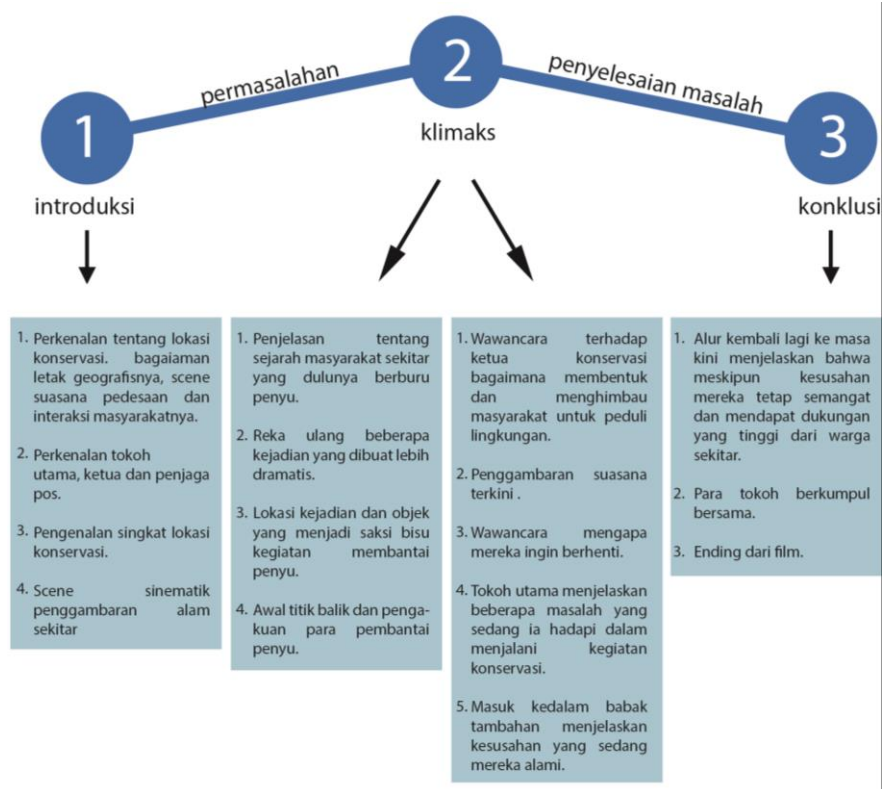 1
permasalahan
2
penyelesaian masalah
3
introduksi
klimaks
konklusi
1. Perkenalan tentang lokasi
konservasi. bagaiaman
letak geografisnya, scene
suasana pedesaan dan
interaksi masyarakatnya.
2. Perkenalan tokoh
utama, ketua dan penjaga
pos.
3. Pengenalan singkat lokasi
konservasi.
4. Scene sinematik
penggambaran alam
sekitar
1. Penjelasan tentang
sejarah masyarakat sekitar
yang dulunya berburu
penyu.
2. Reka ulang beberapa
kejadian yang dibuat lebih
dramatis.
3. Lokasi kejadian dan objek
yang menjadi saksi bisu
kegiatan membantai
penyu.
4. Awal titik balik dan penga-
kuan para pembantai
penyu.
1. Wawancara terhadap
ketua konservasi
bagaimana membentuk
dan menghimbau
masyarakat untuk peduli
lingkungan.
2. Penggambaran suasana
terkini .
3. Wawancara mengapa
mereka ingin berhenti.
4. Tokoh utama menjelaskan
beberapa masalah yang
sedang ia hadapi dalam
menjalani kegiatan
konservasi.
5. Masuk kedalam babak
tambahan menjelaskan
kesusahan yang sedang
mereka alami.
1. Alur kembali lagi ke masa
kini menjelaskan bahwa
meskipun kesusahan
mereka tetap semangat
dan mendapat dukungan
yang tinggi dari warga
sekitar.
2. Para tokoh berkumpul
bersama.
3. Ending dari film.